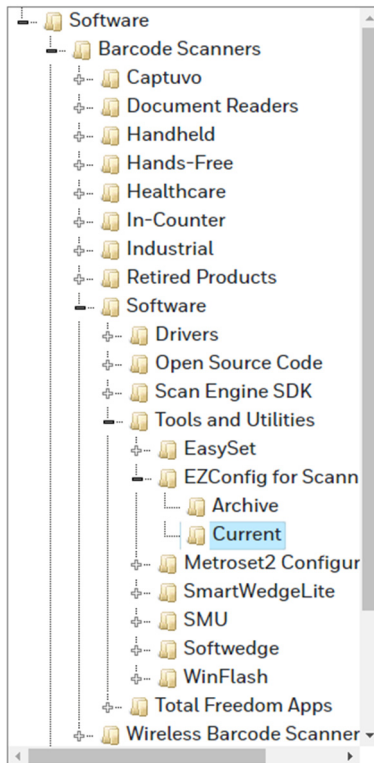 Software
Barcode Scanners
Captuvo
Document Readers
Handheld
Hands-Free
Healthcare
In-Counter
Industrial
Retired Products
Software
Drivers
Open Source Code
Scan Engine SDK
Tools and Utilities
EasySet
EZConfig for Scann
Archive
Current
Metroset2 Configur
SmartWedgeLite
SMU
Softwedge
WinFlash
Total Freedom Apps
Wireless Barcode Scanner